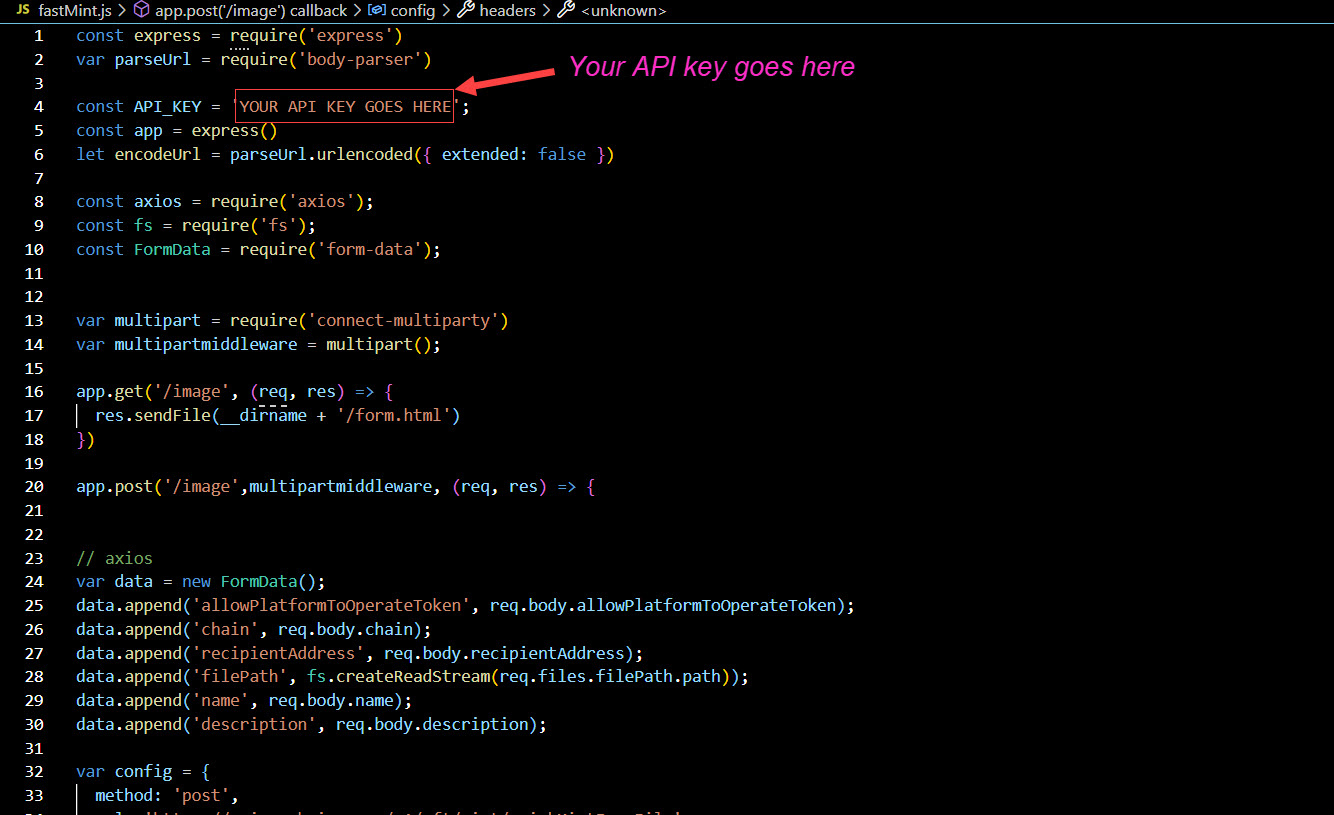 JS fastMint.js > app.post('/image') callback > config > headers > <unknown>
1 const express = require('express')
2 var parseUrl = require('body-parser')
Your API key goes here
3
4 const API_KEY = 'YOUR API KEY GOES HERE';
5 const app = express()
6 let encodeUrl = parseUrl.urlencoded({ extended: false })
7
8 const axios = require('axios');
9 const fs = require('fs');
10 const FormData = require('form-data');
11
12
13 var multipart = require('connect-multiparty')
14 var multipartmiddleware = multipart();
15
16 app.get('/image', (req, res) => {
17 res.sendFile(__dirname + '/form.html')
18 })
19
20 app.post('/image',multipartmiddleware, (req, res) => {
21
22
23 // axios
24 var data = new FormData();
25 data.append('allowPlatformToOperateToken', req.body.allowPlatformToOperateToken);
26 data.append('chain', req.body.chain);
27 data.append('recipientAddress', req.body.recipientAddress);
28 data.append('filePath', fs.createReadStream(req.files.filePath.path));
29 data.append('name', req.body.name);
30 data.append('description', req.body.description);
31
32 var config = {
33 method: 'post',